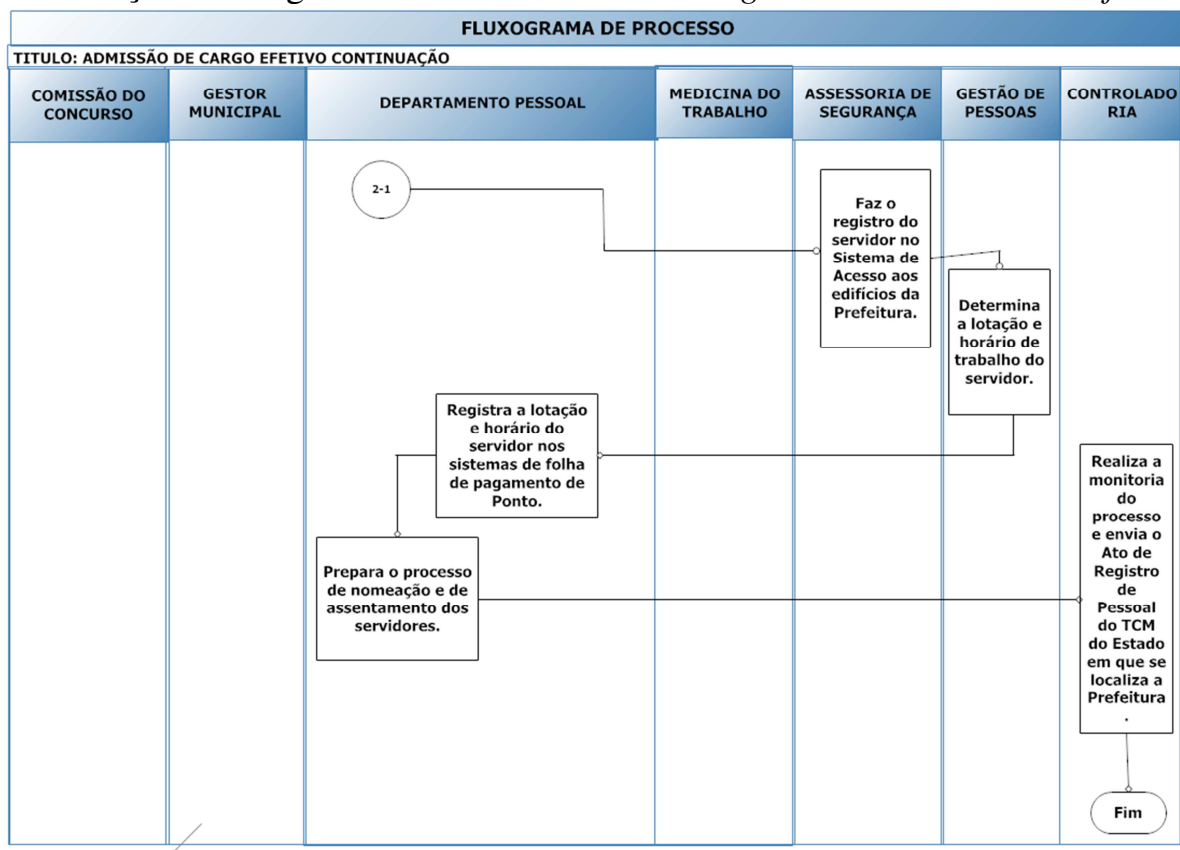 FLUXOGRAMA DE PROCESSO
TITULO: ADMISSÃO DE CARGO EFETIVO CONTINUAÇÃO
COMISSÃO DO
CONCURSO
GESTOR
MUNICIPAL
DEPARTAMENTO PESSOAL
MEDICINA DO
TRABALHO
ASSESSORIA DE
SEGURANÇA
GESTÃO DE
PESSOAS
CONTROLADO
RIA
2-1
Faz o
registro do
servidor no
Sistema de
Acesso aos
edifícios da
Prefeitura.
Determina
a lotação e
horário de
trabalho do
servidor.
Registra a lotação
e horário do
servidor nos
sistemas de folha
de pagamento de
Ponto.
Prepara o processo
de nomeação e de
assentamento dos
servidores.
Realiza a
monitoria
do
processo
e envia o
Ato de
Registro
de
Pessoal
do TCM
do Estado
em que se
localiza a
Prefeitura
.
Fim